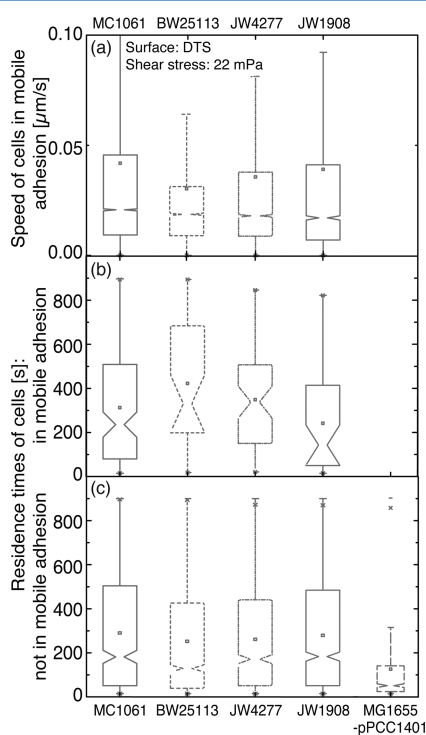 MC1061 BW25113 JW4277 JW1908
0.10
(a) Surface: DTS
Shear stress: 22 mPa
Speed of cells in mobile
adhesion [µm/s]
0.05
0.00
(b)
800
600
400
200
0
Residence times of cells [s]:
in mobile adhesion
(c)
not in mobile adhesion
800
600
400
200
0
MC1061 BW25113 JW4277 JW1908 MG1655
-pPCC1401